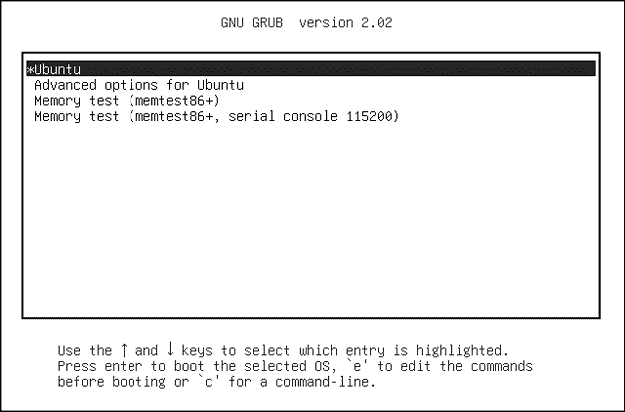 GNU GRUB  version 2.02
*Ubuntu
Advanced options for Ubuntu
Memory test (memtest86+)
Memory test (memtest86+, serial console 115200)
Use the ↑ and ↓ keys to select which entry is highlighted.
Press enter to boot the selected OS, `e' to edit the commands
before booting or `c' for a command-line.